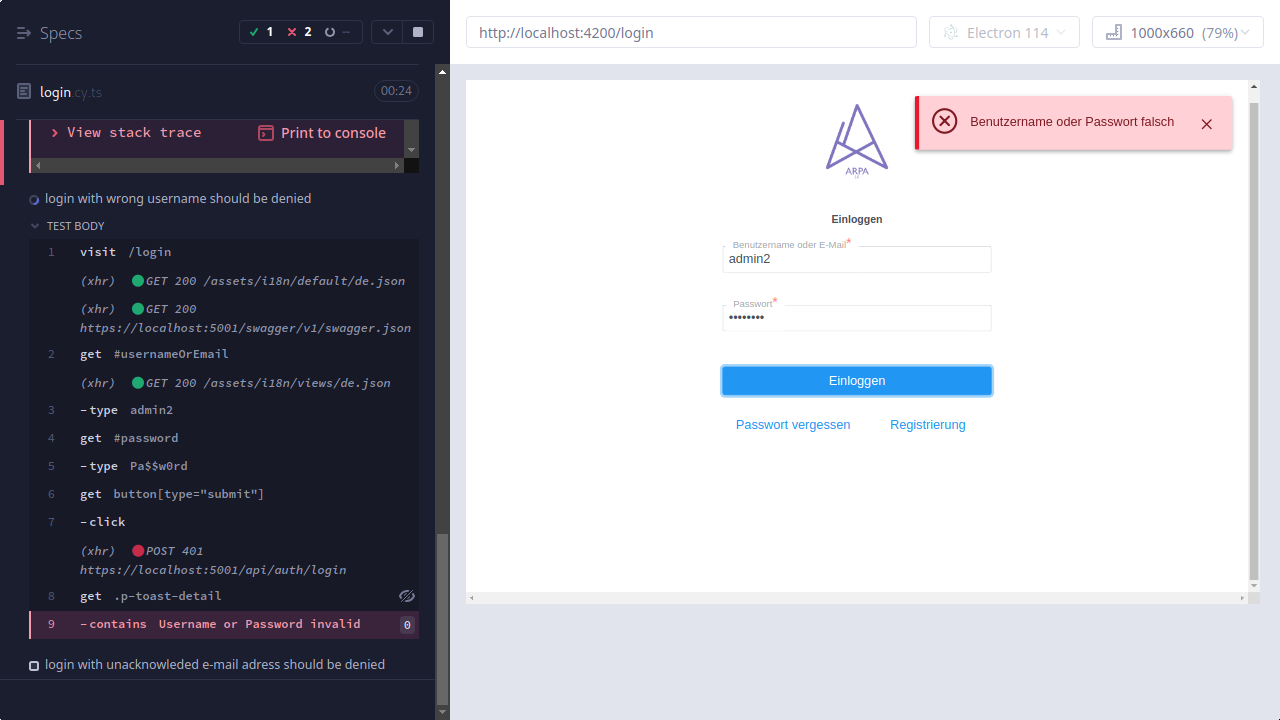 Specs
1
2
--
login.cy.ts
00:24
View stack trace
Print to console
login with wrong username should be denied
TEST BODY
1 visit /login
(xhr) GET 200 /assets/i18n/default/de.json
(xhr) GET 200
https://localhost:5001/swagger/v1/swagger.json
2 get #usernameOrEmail
(xhr) GET 200 /assets/i18n/views/de.json
3 -type admin2
4 get #password
5 -type Pa$$w0rd
6 get button[type="submit"]
7 -click
(xhr) POST 401
https://localhost:5001/api/auth/login
8 get .p-toast-detail
9 -contains Username or Password invalid 0
login with unacknowleded e-mail adress should be denied
http://localhost:4200/login
Electron 114
1000x660 (79%)
ARPA
Benutzername oder Passwort falsch
Einloggen
Benutzername oder E-Mail*
admin2
Passwort*
••••••••
Einloggen
Passwort vergessen
Registrierung